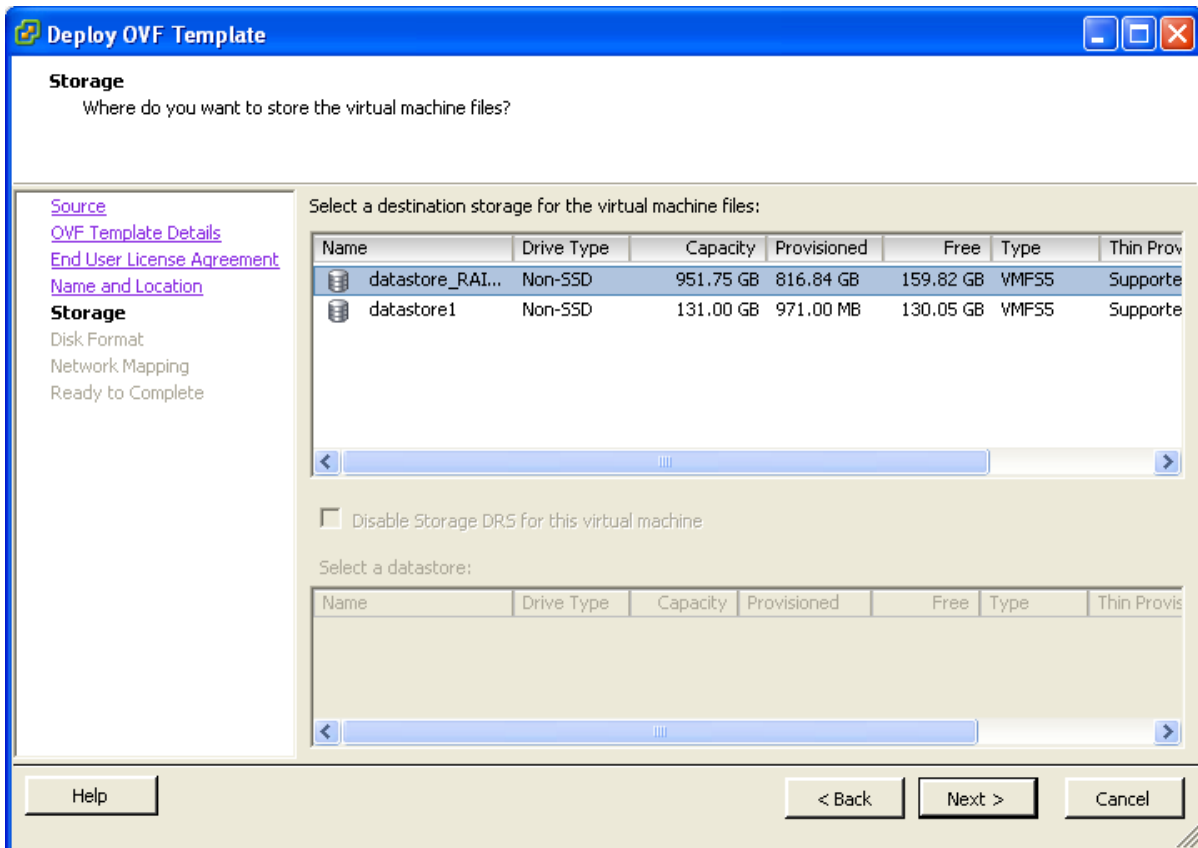 Deploy OVF Template
Storage
Where do you want to store the virtual machine files?
Source
OVF Template Details
End User License Agreement
Name and Location
Storage
Disk Format
Network Mapping
Ready to Complete
Select a destination storage for the virtual machine files:
Name Drive Type Capacity Provisioned Free Type Thin Prov
datastore_RAI... Non-SSD 951.75 GB 816.84 GB 159.82 GB VMFS5 Supporte
datastore1 Non-SSD 131.00 GB 971.00 MB 130.05 GB VMFS5 Supporte
Disable Storage DRS for this virtual machine
Select a datastore:
Name Drive Type Capacity Provisioned Free Type Thin Provis
Help < Back Next > Cancel